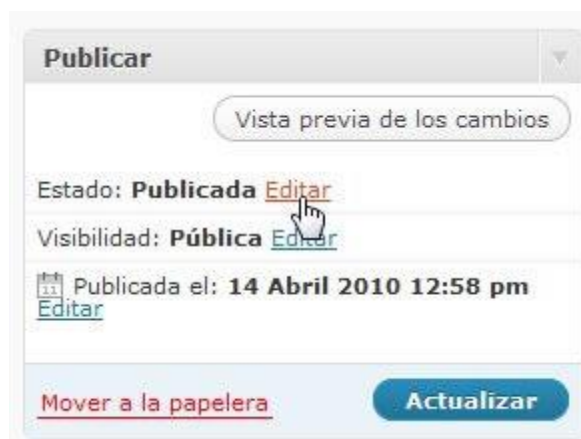 Publicar
Vista previa de los cambios
Estado: Publicada Editar
Visibilidad: Pública Editar
11 Publicada el: 14 Abril 2010 12:58 pm
Editar
Mover a la papelera Actualizar